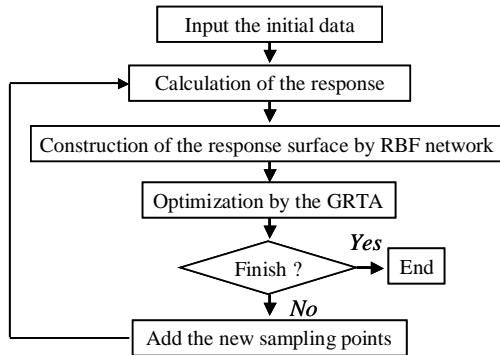 Input the initial data
Calculation of the response
Construction of the response surface by RBF network
Optimization by the GRTA
Yes
Finish ?
End
No
Add the new sampling points